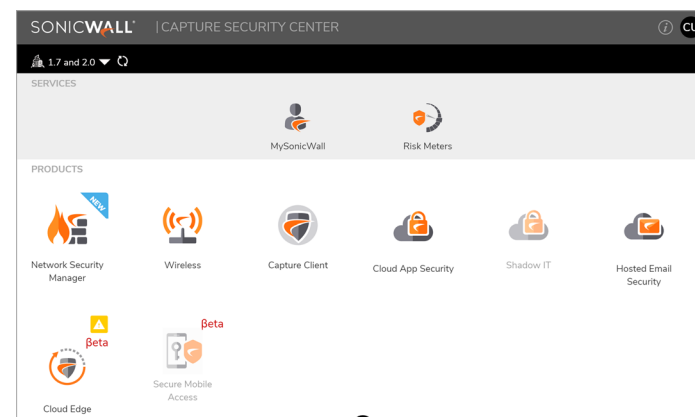 SONICWALL | CAPTURE SECURITY CENTER
1.7 and 2.0
SERVICES
MySonicWall Risk Meters
PRODUCTS
NEW
Network Security Wireless Capture Client Cloud App Security Shadow IT Hosted Email
Manager Security
βeta βeta
Cloud Edge Secure Mobile
Access